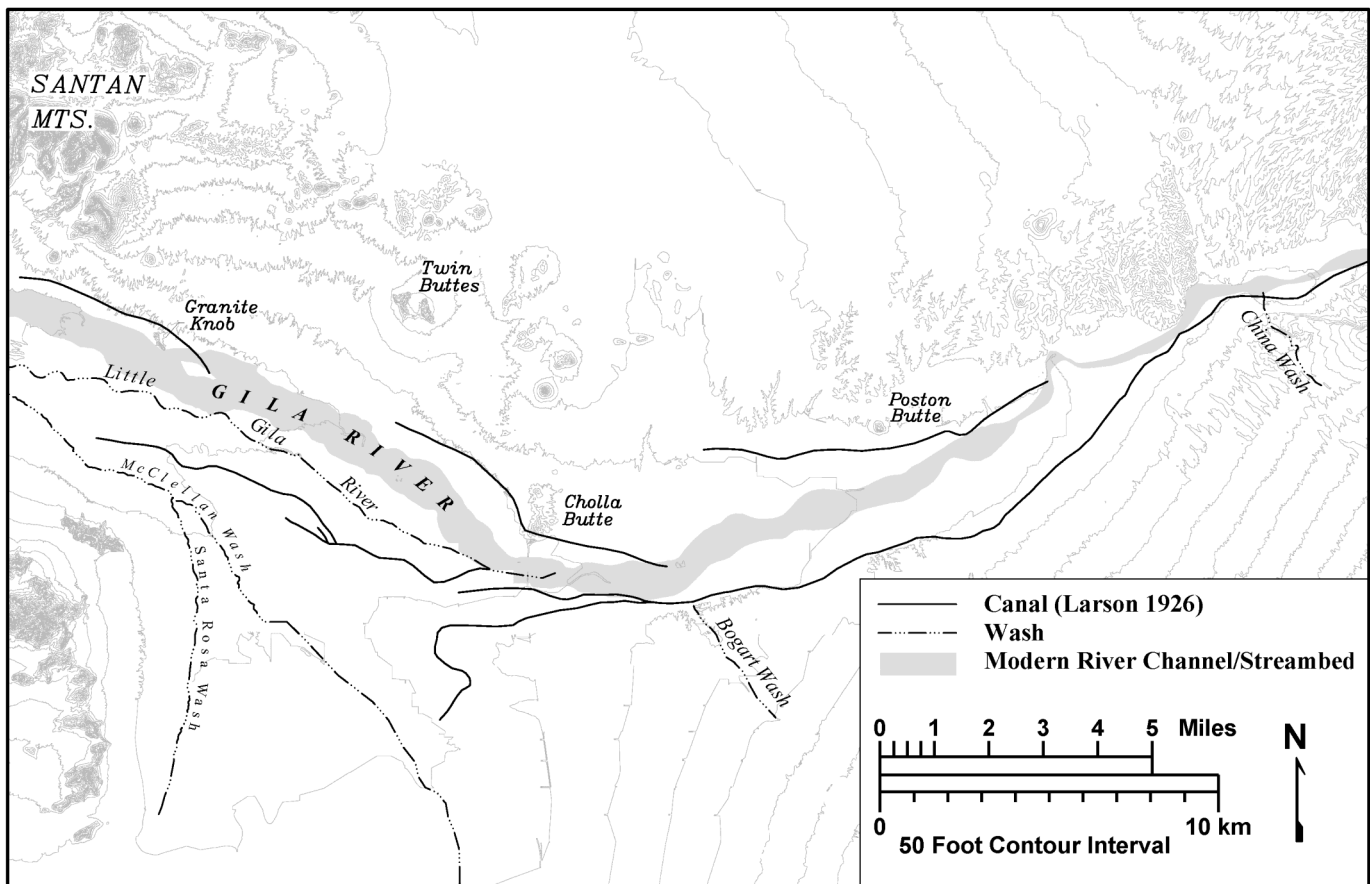 SANTAN
MTS.
Twin
Buttes
Granite
Knob
China Wash
Little
GILA RIVER
Gila
River
Poston
Butte
McClellan Wash
Cholla
Butte
Santa Rosa Wash
Bogart Wash
Canal (Larson 1926)
Wash
Modern River Channel/Streambed
0 1 2 3 4 5 Miles
N
0 10 km
50 Foot Contour Interval